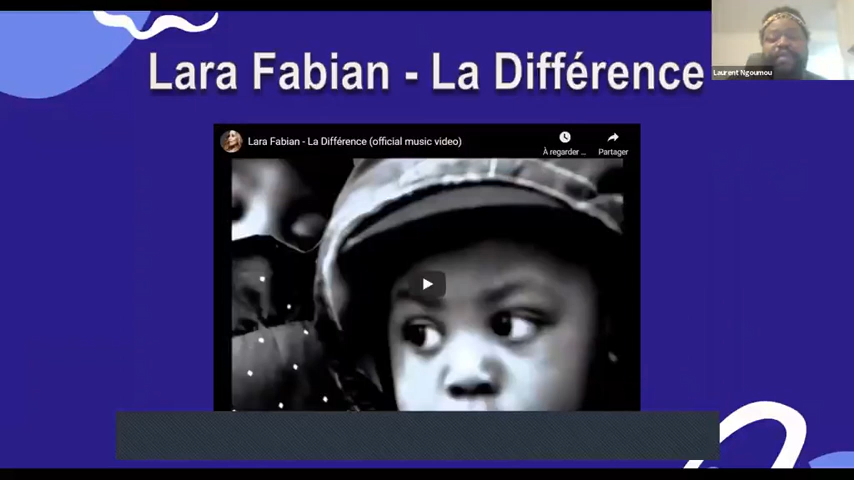 Lara Fabian - La Différence
Laurent Ngoumou
Lara Fabian - La Différence (official music video)
À regarder ...
Partager